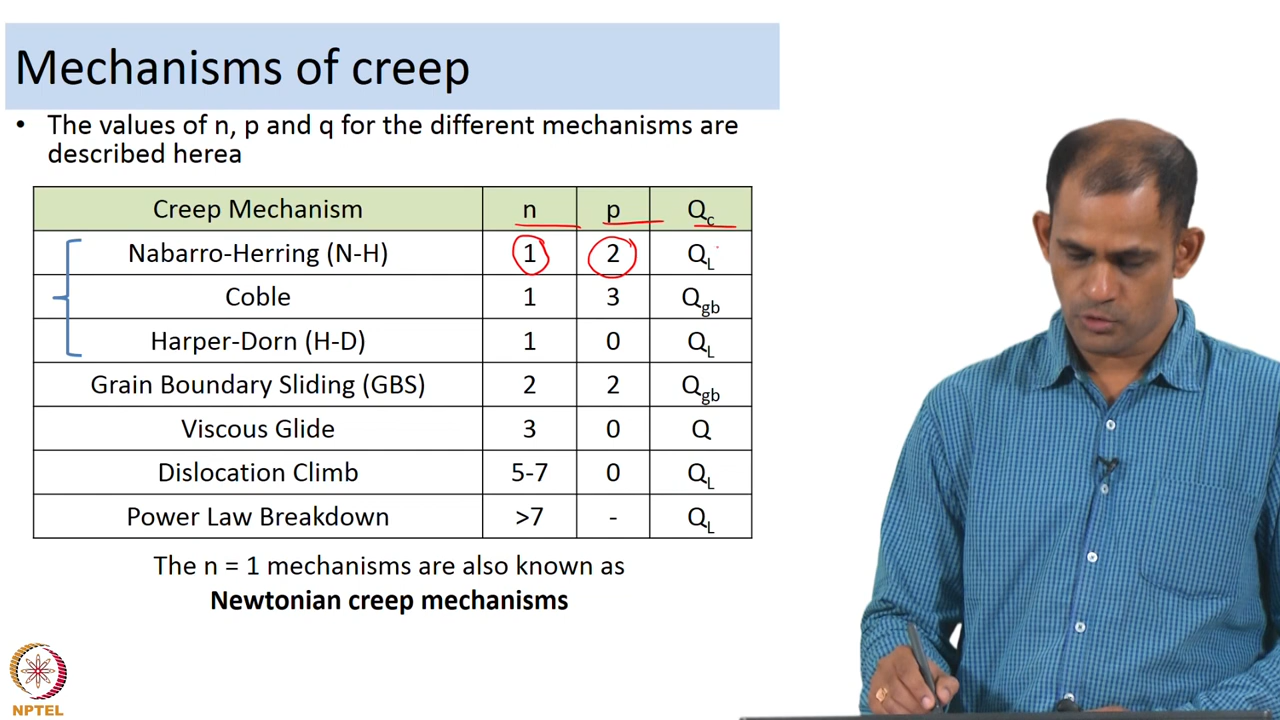 Mechanisms of creep
• The values of n, p and q for the different mechanisms are
described herea
Creep Mechanism n p Qc
Nabarro-Herring (N-H) 1 2 QL
Coble 1 3 Qgb
Harper-Dorn (H-D) 1 0 QL
Grain Boundary Sliding (GBS) 2 2 Qgb
Viscous Glide 3 0 Q
Dislocation Climb 5-7 0 QL
Power Law Breakdown >7 - QL
The n = 1 mechanisms are also known as
Newtonian creep mechanisms
NPTEL